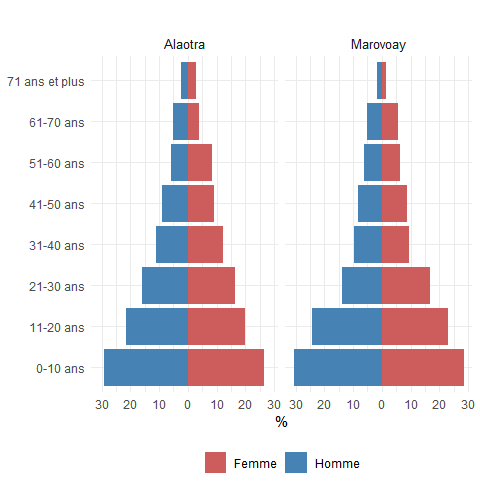 Alaotra Marovoay
71 ans et plus
61-70 ans
51-60 ans
41-50 ans
31-40 ans
21-30 ans
11-20 ans
0-10 ans
30 20 10 0 10 20 30 30 20 10 0 10 20 30
%
Femme Homme